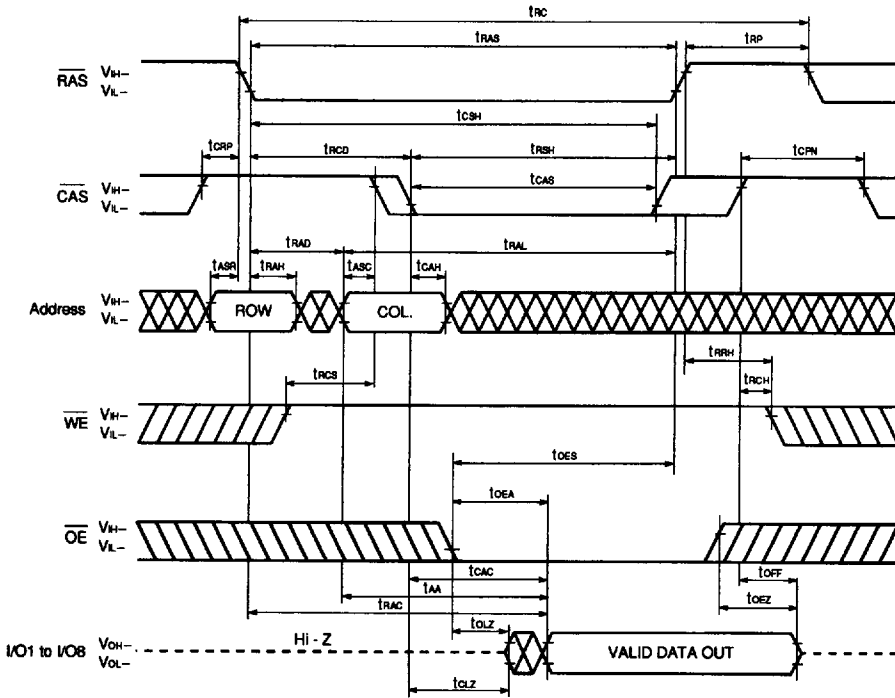 tRC
tRAS tRP
RAS VIH– VIL–
tCSH
tCRP tRCD tRSH tCPN
CAS VIH– VIL– tCAS
tRAD tRAL
tASR tRAH tASC tCAH
Address VIH– VIL– ROW COL.
tRRH
tRCS tRCH
WE VIH– VIL–
tOES
tOEA
OE VIH– VIL–
tCAC tOFF
tAA
tRAC tOEZ
tOLZ
Hi - Z
I/O1 to I/O8 VOH– VOL– VALID DATA OUT
tCLZ